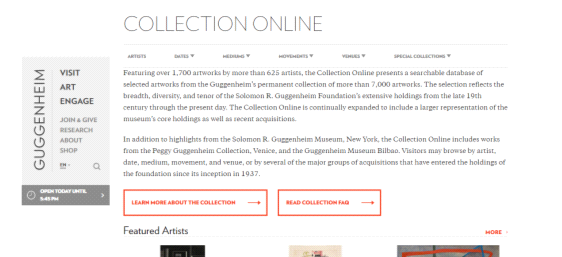 COLLECTION ONLINE
ARTISTS DATES MEDIUMS MOVEMENTS VENUES SPECIAL COLLECTIONS
GUGGENHEIM
VISIT
ART
ENGAGE
JOIN & GIVE
RESEARCH
ABOUT
SHOP
EN
OPEN TODAY UNTIL
5:45 PM
Featuring over 1,700 artworks by more than 625 artists, the Collection Online presents a searchable database of
selected artworks from the Guggenheim's permanent collection of more than 7,000 artworks. The selection reflects the
breadth, diversity, and tenor of the Solomon R. Guggenheim Foundation's extensive holdings from the late 19th
century through the present day. The Collection Online is continually expanded to include a larger representation of the
museum's core holdings as well as recent acquisitions.
In addition to highlights from the Solomon R. Guggenheim Museum, New York, the Collection Online includes works
from the Peggy Guggenheim Collection, Venice, and the Guggenheim Museum Bilbao. Visitors may browse by artist,
date, medium, movement, and venue, or by several of the major groups of acquisitions that have entered the holdings of
the foundation since its inception in 1937.
LEARN MORE ABOUT THE COLLECTION
READ COLLECTION FAQ
Featured Artists
MORE